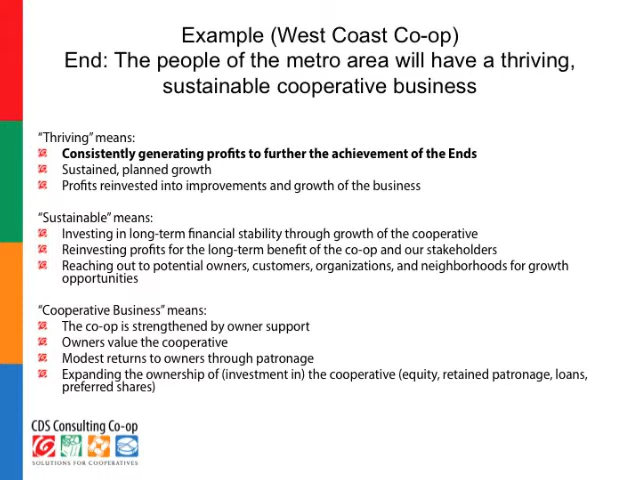 Example (West Coast Co-op)
End: The people of the metro area will have a thriving,
sustainable cooperative business
“Thriving” means:
Consistently generating profits to further the achievement of the Ends
Sustained, planned growth
Profits reinvested into improvements and growth of the business
“Sustainable” means:
Investing in long-term financial stability through growth of the cooperative
Reinvesting profits for the long-term benefit of the co-op and our stakeholders
Reaching out to potential owners, customers, organizations, and neighborhoods for growth
opportunities
“Cooperative Business” means:
The co-op is strengthened by owner support
Owners value the cooperative
Modest returns to owners through patronage
Expanding the ownership of (investment in) the cooperative (equity, retained patronage, loans,
preferred shares)
CDS Consulting Co-op
SOLUTIONS FOR COOPERATIVES